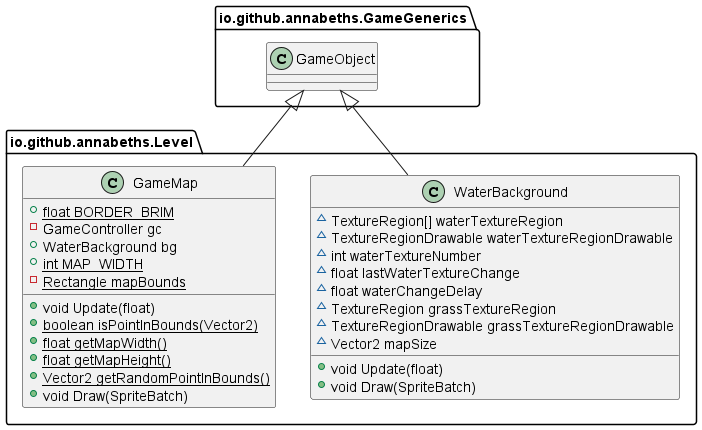 io.github.annabeths.GameGenerics
C GameObject
io.github.annabeths.Level
C GameMap
float BORDER_BRIM
GameController gc
WaterBackground bg
int MAP_WIDTH
Rectangle mapBounds
void Update(float)
boolean isPointInBounds(Vector2)
float getMapWidth()
float getMapHeight()
Vector2 getRandomPointInBounds()
void Draw(SpriteBatch)
C WaterBackground
TextureRegion[] waterTextureRegion
TextureRegionDrawable waterTextureRegionDrawable
int waterTextureNumber
float lastWaterTextureChange
float waterChangeDelay
TextureRegion grassTextureRegion
TextureRegionDrawable grassTextureRegionDrawable
Vector2 mapSize
void Update(float)
void Draw(SpriteBatch)